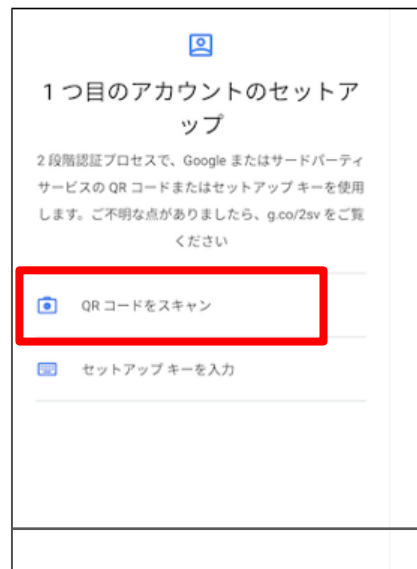 1 つ目のアカウントのセットア
ップ
2 段階認証プロセスで、Google またはサードパーティ
サービスの QR コードまたはセットアップ キーを使用
します。ご不明な点がありましたら、g.co/2sv をご覧
ください
QR コードをスキャン
セットアップ キーを入力